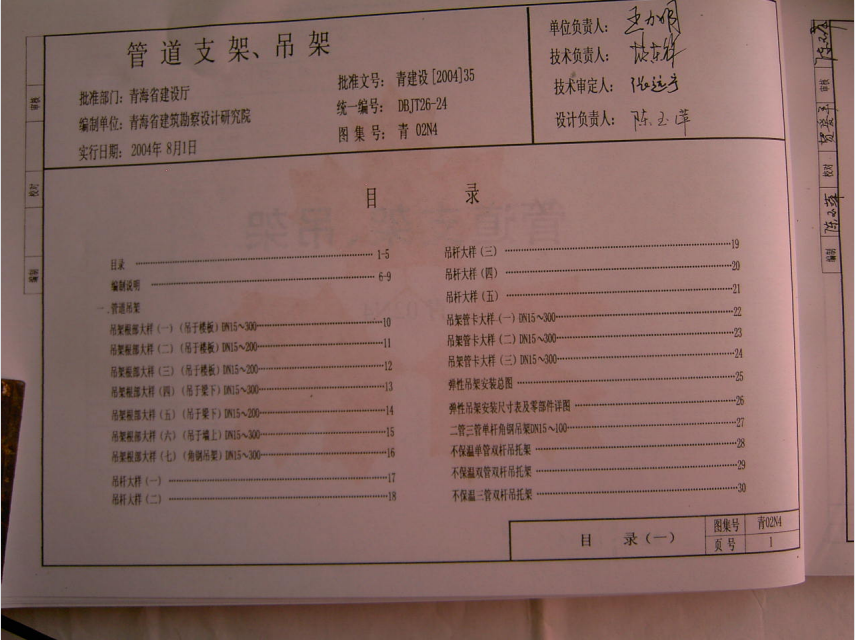 管道支架、吊架
批准部门：青海省建设厅
批准文号：青建设[2004]35
编制单位：青海省建筑勘察设计研究院
统一编号：DBJT26-24
实行日期：2004年 8月1日
图集号：青 02N4
单位负责人：
技术负责人：
技术审定人：
设计负责人：陈玉萍
审核
校对
编制
目 录
目录 1-5
编制说明 6-9
一.管道吊架
吊架根部大样(一)(吊于楼板)DN15～300 10
吊架根部大样(二)(吊于楼板)DN15～200 11
吊架根部大样(三)(吊于楼板)DN15～200 12
吊架根部大样(四)(吊于梁下)DN15～300 13
吊架根部大样(五)(吊于梁下)DN15～200 14
吊架根部大样(六)(吊于墙上)DN15～300 15
吊架根部大样(七)(角钢吊架)DN15～300 16
吊杆大样(一) 17
吊杆大样(二) 18
吊杆大样(三) 19
吊杆大样(四) 20
吊杆大样(五) 21
吊架管卡大样(一)DN15～300 22
吊架管卡大样(二)DN15～300 23
吊架管卡大样(三)DN15～300 24
弹性吊架安装总图 25
弹性吊架安装尺寸表及零部件详图 26
二管三管单杆角钢吊架DN15～100 27
不保温单管双杆吊托架 28
不保温双管双杆吊托架 29
不保温三管双杆吊托架 30
目 录(一)
图集号 青02N4
页号 1
审核
校对
编制